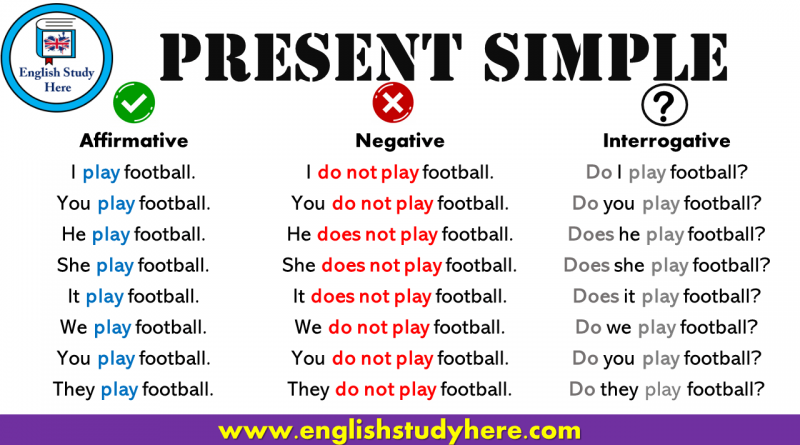 English Study
Here
PRESENT SIMPLE
Affirmative
I play football.
You play football.
He play football.
She play football.
It play football.
We play football.
You play football.
They play football.
Negative
I do not play football.
You do not play football.
He does not play football.
She does not play football.
It does not play football.
We do not play football.
You do not play football.
They do not play football.
?
Interrogative
Do I play football?
Do you play football?
Does he play football?
Does she play football?
Does it play football?
Do we play football?
Do you play football?
Do they play football?
www.englishstudyhere.com